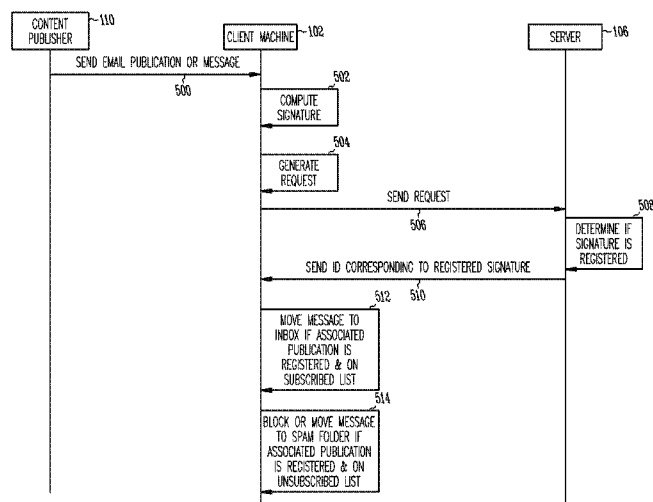 CONTENT
PUBLISHER
110
CLIENT MACHINE
102
SERVER
106
SEND EMAIL PUBLICATION OR MESSAGE
500
502
COMPUTE
SIGNATURE
504
GENERATE
REQUEST
SEND REQUEST
506
508
DETERMINE IF
SIGNATURE IS
REGISTERED
SEND ID CORRESPONDING TO REGISTERED SIGNATURE
510
512
MOVE MESSAGE TO
INBOX IF ASSOCIATED
PUBLICATION IS
REGISTERED & ON
SUBSCRIBED LIST
514
BLOCK OR MOVE MESSAGE
TO SPAM FOLDER IF
ASSOCIATED PUBLICATION
IS REGISTERED & ON
UNSUBSCRIBED LIST